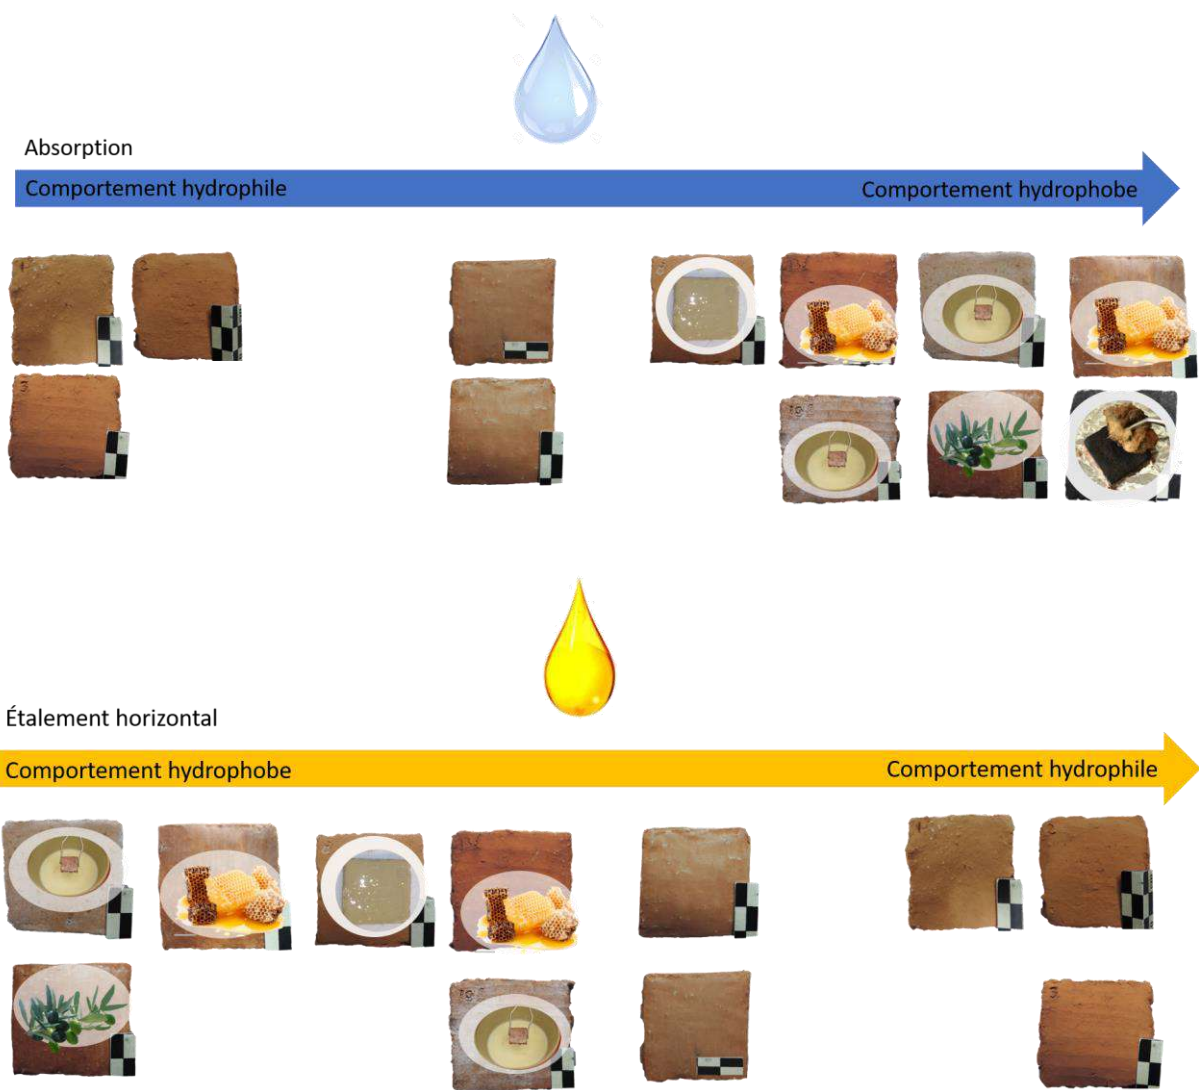 Absorption
Comportement hydrophile
Comportement hydrophobe
Étalement horizontal
Comportement hydrophobe
Comportement hydrophile